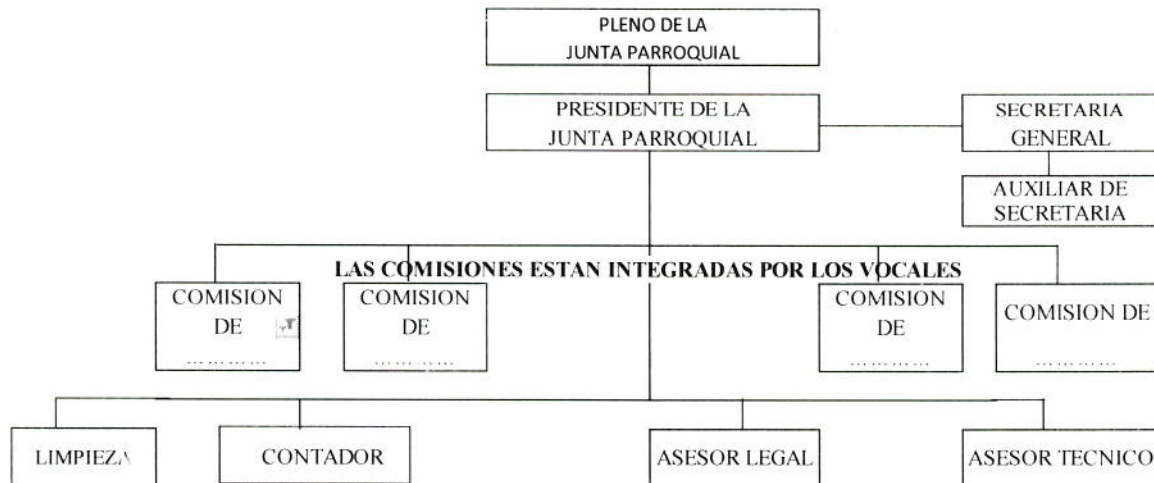 PLENO DE LA
JUNTA PARROQUIAL
PRESIDENTE DE LA
JUNTA PARROQUIAL
SECRETARIA
GENERAL
AUXILIAR DE
SECRETARIA
LAS COMISIONES ESTAN INTEGRADAS POR LOS VOCALES
COMISION
DE
............
COMISION
DE
............
COMISION
DE
............
COMISION DE
............
LIMPIEZA
CONTADOR
ASESOR LEGAL
ASESOR TECNICO